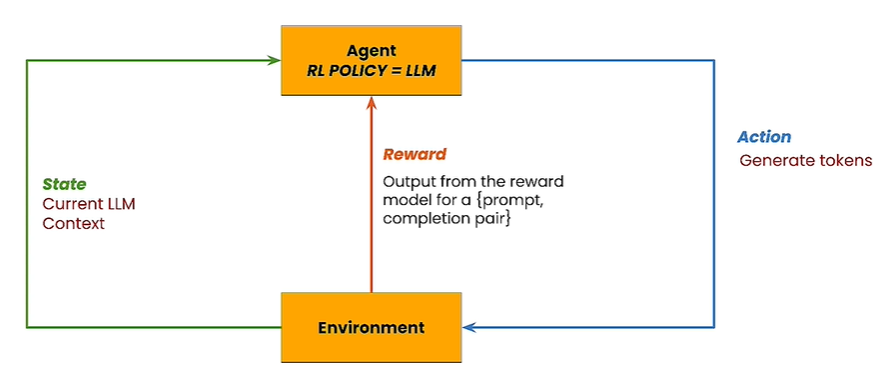 Agent
RL POLICY = LLM
Reward
Output from the reward
model for a {prompt,
completion pair}
Action
Generate tokens
State
Current LLM
Context
Environment